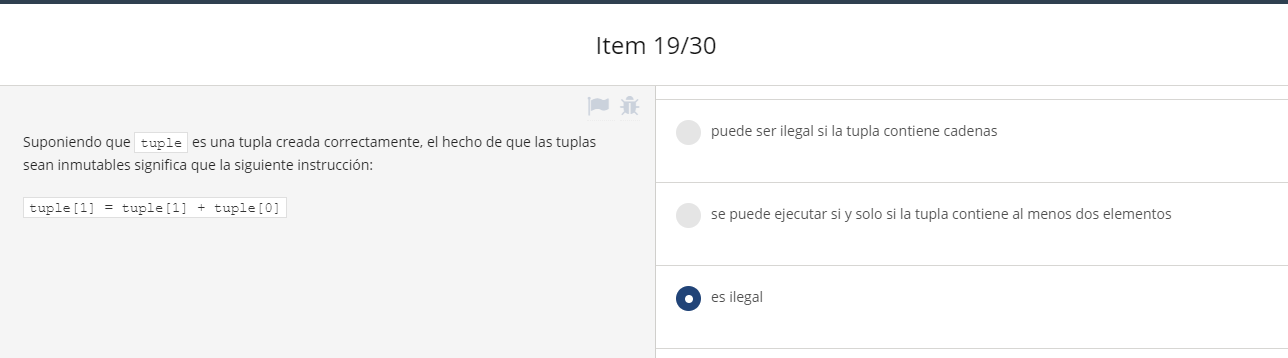 Item 19/30
Suponiendo que tuple es una tupla creada correctamente, el hecho de que las tuplas
sean inmutables significa que la siguiente instrucción:
tuple[1] = tuple[1] + tuple[0]
puede ser ilegal si la tupla contiene cadenas
se puede ejecutar si y solo si la tupla contiene al menos dos elementos
es ilegal